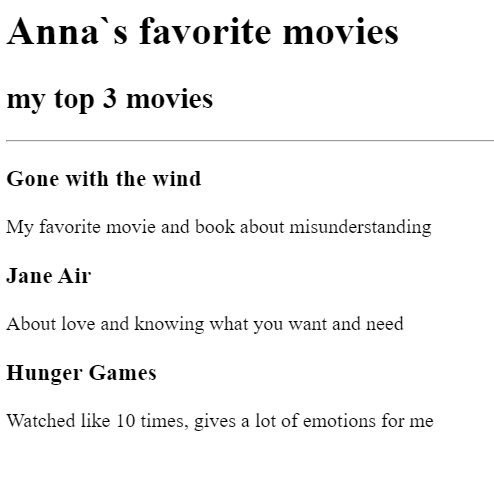 Anna`s favorite movies
my top 3 movies
Gone with the wind
My favorite movie and book about misunderstanding
Jane Air
About love and knowing what you want and need
Hunger Games
Watched like 10 times, gives a lot of emotions for me